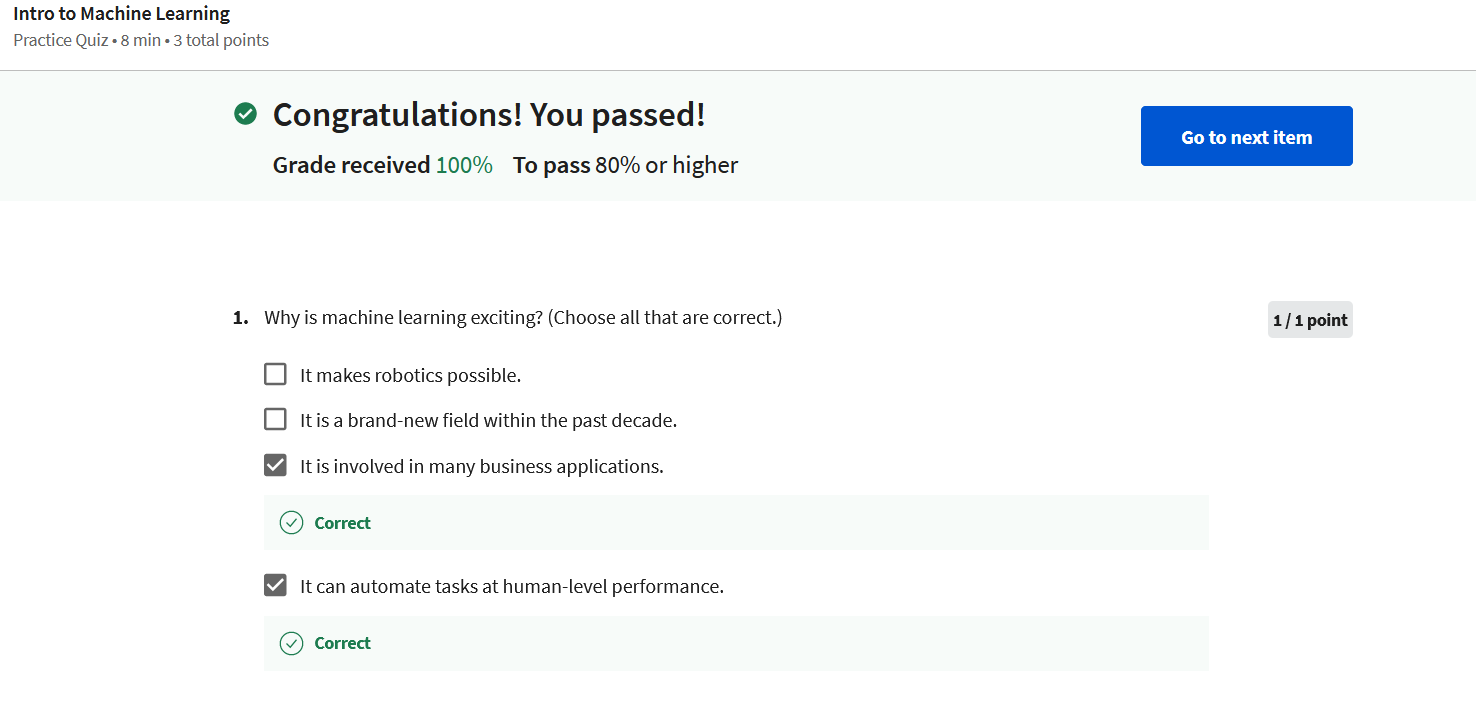 Intro to Machine Learning
Practice Quiz • 8 min • 3 total points
Congratulations! You passed!
Go to next item
Grade received 100% To pass 80% or higher
1. Why is machine learning exciting? (Choose all that are correct.)
1 / 1 point
It makes robotics possible.
It is a brand-new field within the past decade.
It is involved in many business applications.
Correct
It can automate tasks at human-level performance.
Correct